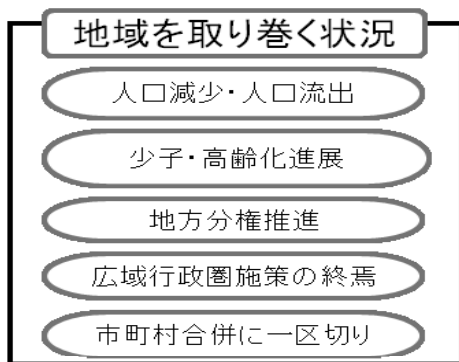 地域を取り巻く状況
人口減少・人口流出
少子・高齢化進展
地方分権推進
広域行政圏施策の終焉
市町村合併に一区切り